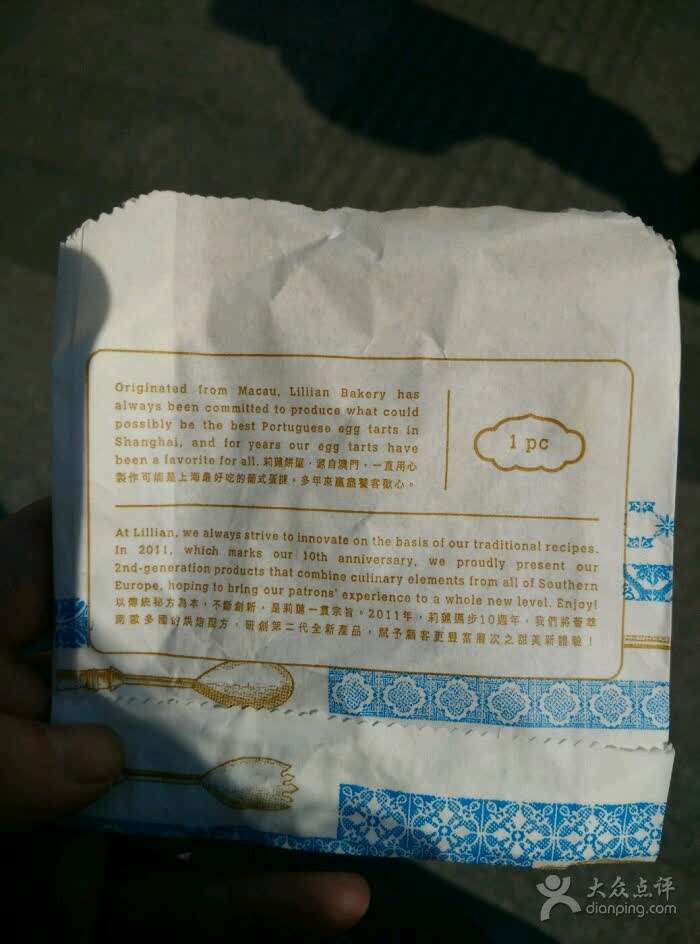 Originated from Macau, Lillian Bakery has
always been committed to produce what could
possibly be the best Portuguese egg tarts in
Shanghai, and for years our egg tarts have
been a favorite for all. 莉蓮餅屋，源自澳門，一直用心
製作可能是上海最好吃的葡式蛋撻，多年來贏盡饕客歡心。
1 pc
At Lillian, we always strive to innovate on the basis of our traditional recipes.
In 2011, which marks our 10th anniversary, we proudly present our
2nd-generation products that combine culinary elements from all of Southern
Europe, hoping to bring our patrons' experience to a whole new level. Enjoy!
以傳統秘方為本，不斷創新，是莉蓮一貫宗旨。2011年，莉蓮邁步10週年，我們將薈萃
南歐多國的烘焙配方，研創第二代全新產品，賦予顧客更豐富層次之甜美新體驗！
大众点评
dianping.com